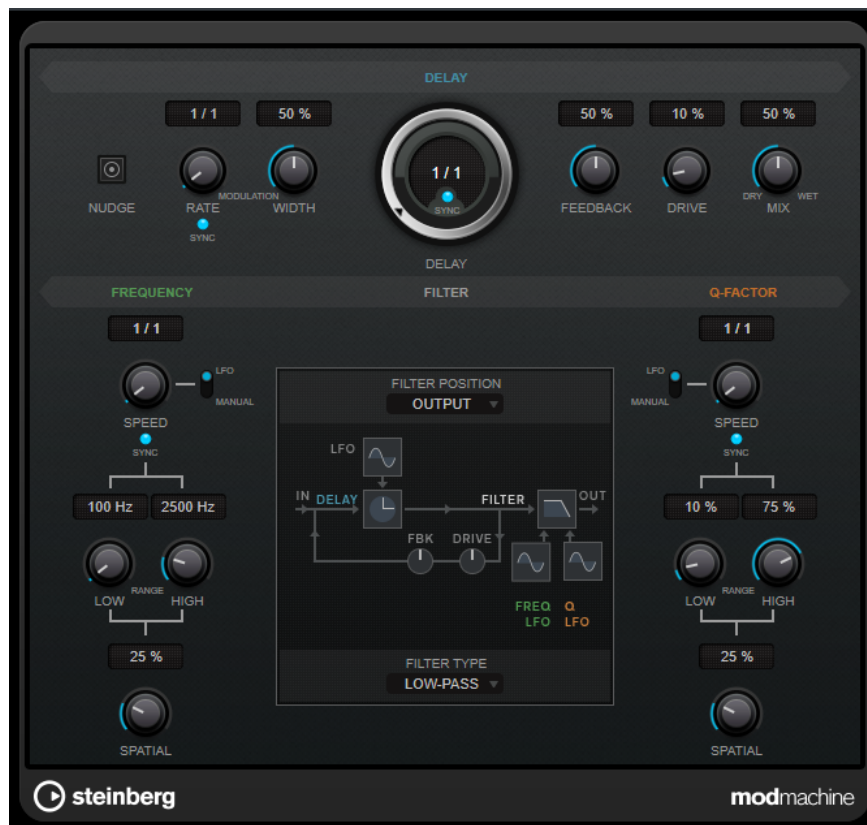 DELAY
1 / 1 50 % 50 % 10 % 50 %
1 / 1
SYNC
MODULATION DRY WET
NUDGE RATE WIDTH FEEDBACK DRIVE MIX
SYNC
DELAY
FREQUENCY FILTER Q-FACTOR
1 / 1 1 / 1
LFO LFO
MANUAL MANUAL
SPEED SPEED
SYNC SYNC
FILTER POSITION
OUTPUT
LFO
IN DELAY FILTER OUT
FBK DRIVE
FREQ Q
LFO LFO
FILTER TYPE
LOW-PASS
100 Hz 2500 Hz 10 % 75 %
RANGE RANGE
LOW HIGH LOW HIGH
25 % 25 %
SPATIAL SPATIAL
steinberg modmachine